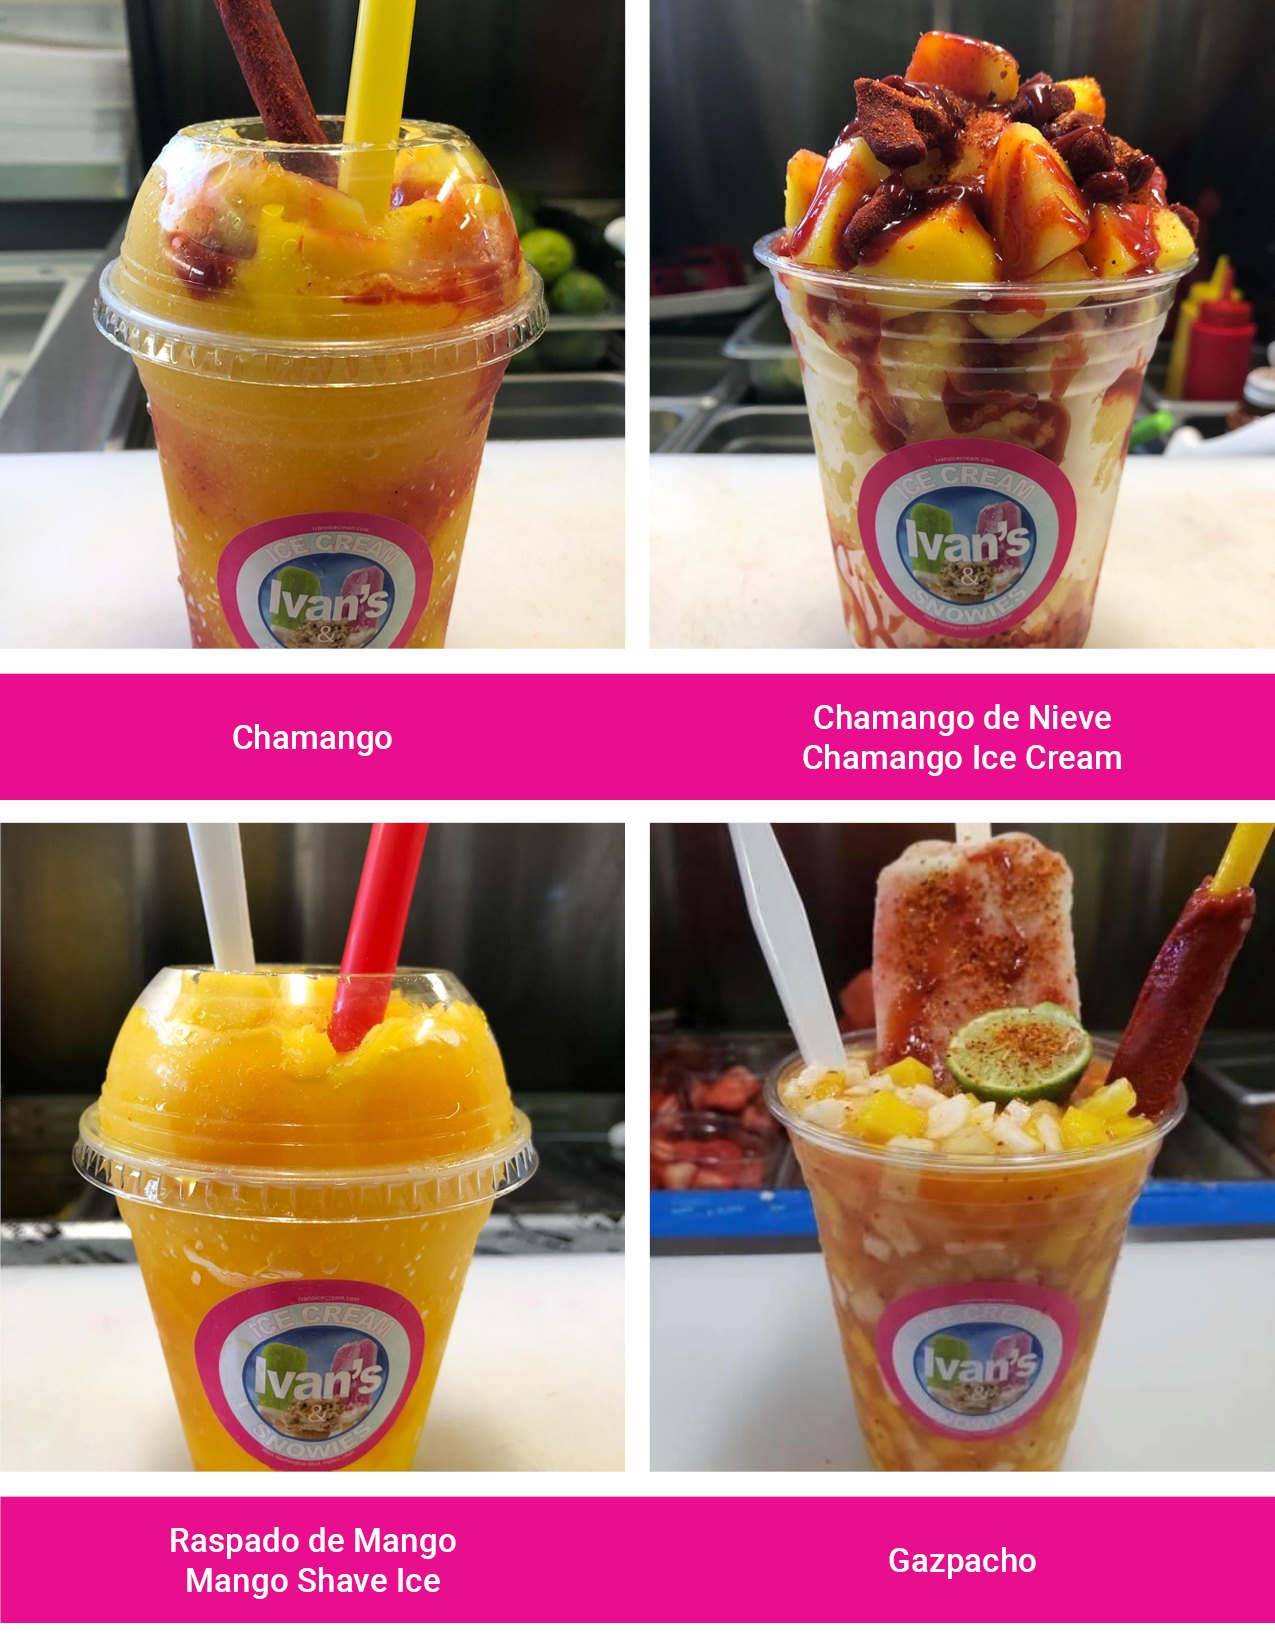 ivansicecream.com
ICE CREAM
Ivan's
&
ivansicecream.com
ICE CREAM
Ivan's
&
SNOWIES
Chamango
Chamango de Nieve
Chamango Ice Cream
ivansicecream.com
ICE CREAM
Ivan's
&
SNOWIES
ICE CREAM
Ivan's
&
SNOWIES
Raspado de Mango
Mango Shave Ice
Gazpacho